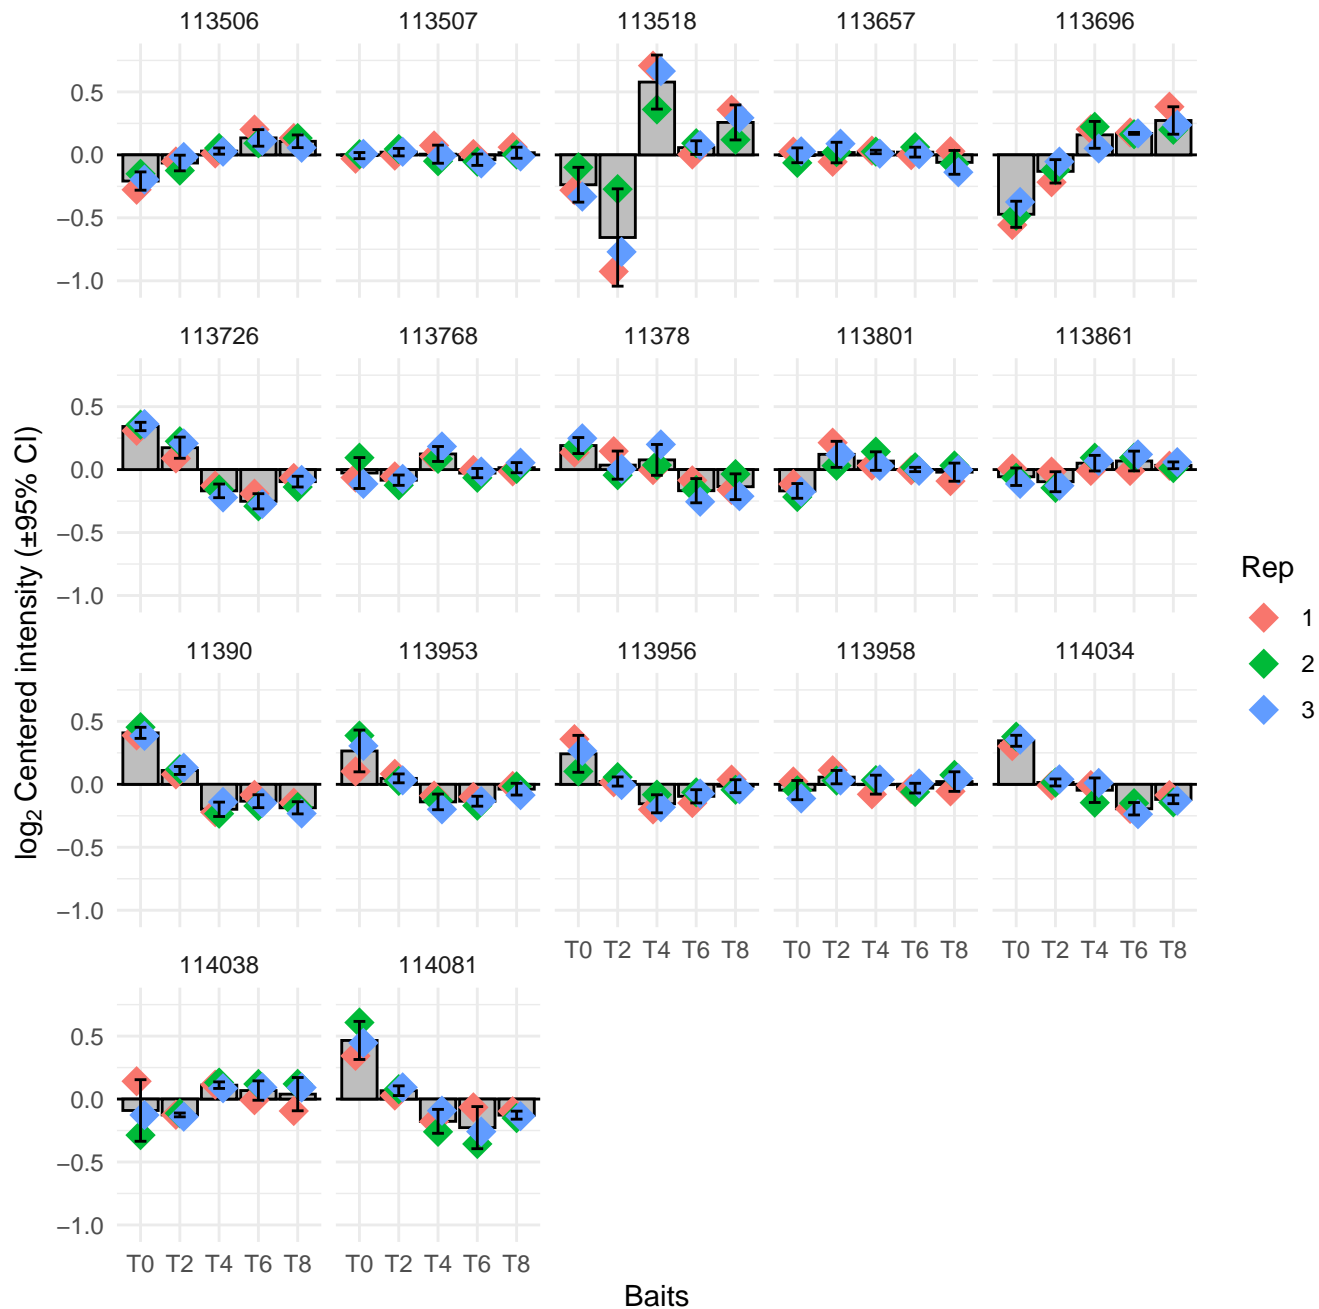 113506 113507 113518 113657 113696
0.5
0.0
−0.5
−1.0
113726 113768 11378 113801 113861
0.5
0.0
−0.5
−1.0
11390 113953 113956 113958 114034
0.5
0.0
−0.5
−1.0
T0 T2 T4 T6 T8 T0 T2 T4 T6 T8 T0 T2 T4 T6 T8
114038 114081
0.5
0.0
−0.5
−1.0
T0 T2 T4 T6 T8 T0 T2 T4 T6 T8
Baits
log₂ Centered intensity (±95% CI)
Rep
1
2
3